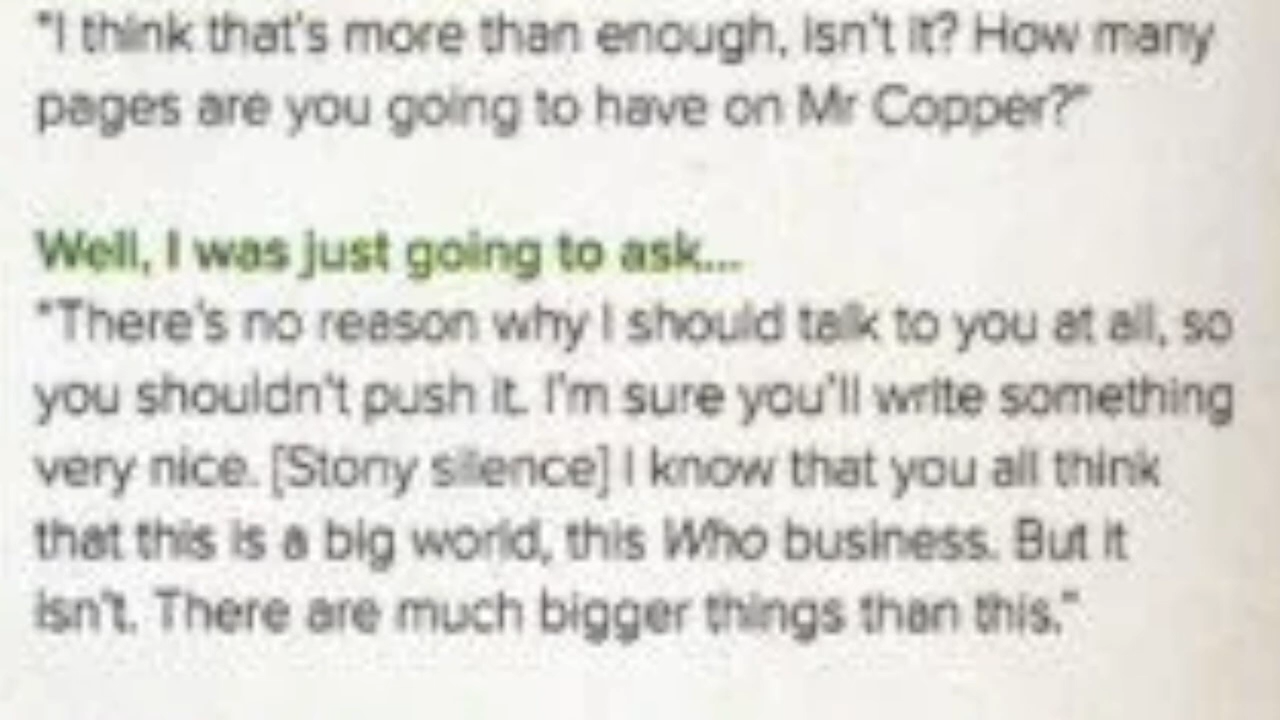 "I think that's more than enough, isn't it? How many
pages are you going to have on Mr Copper?"
Well, I was just going to ask...
"There's no reason why I should talk to you at all, so
you shouldn't push it. I'm sure you'll write something
very nice. [Stony silence] I know that you all think
that this is a big world, this Who business. But it
isn't. There are much bigger things than this."